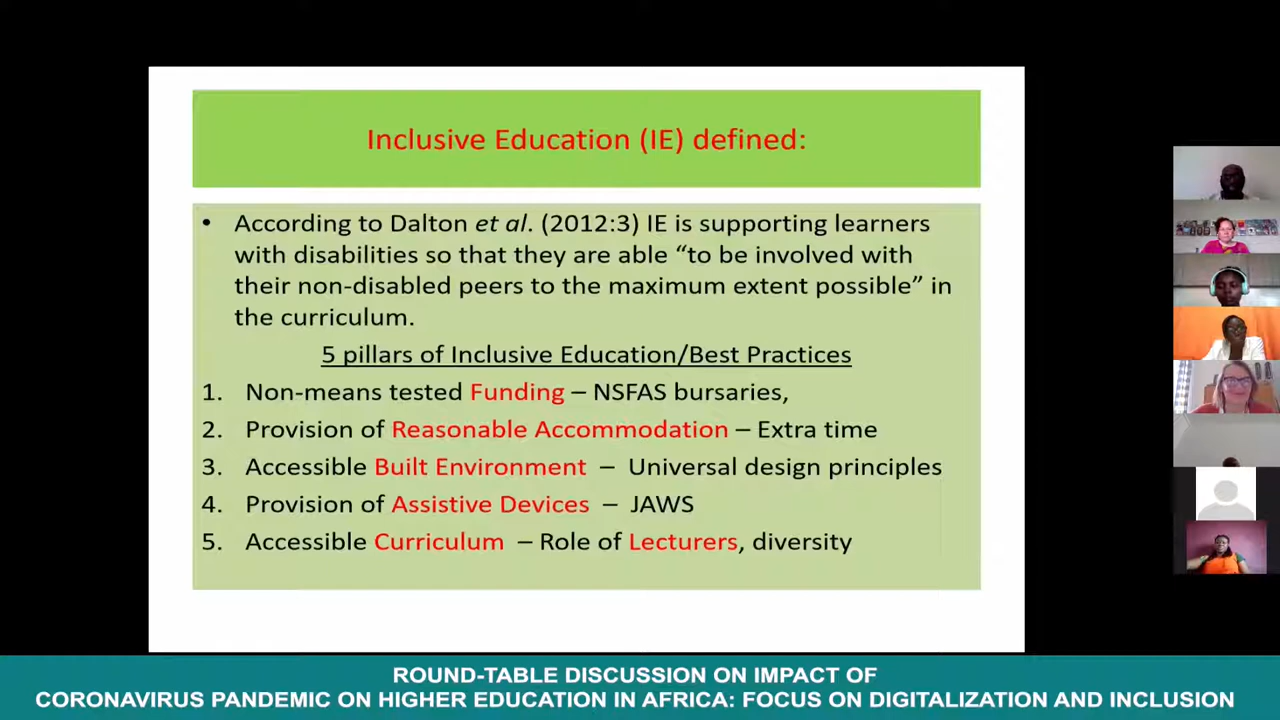 Inclusive Education (IE) defined:
• According to Dalton et al. (2012:3) IE is supporting learners
with disabilities so that they are able “to be involved with
their non-disabled peers to the maximum extent possible” in
the curriculum.
5 pillars of Inclusive Education/Best Practices
1. Non-means tested Funding – NSFAS bursaries,
2. Provision of Reasonable Accommodation – Extra time
3. Accessible Built Environment – Universal design principles
4. Provision of Assistive Devices – JAWS
5. Accessible Curriculum – Role of Lecturers, diversity
ROUND-TABLE DISCUSSION ON IMPACT OF
CORONAVIRUS PANDEMIC ON HIGHER EDUCATION IN AFRICA: FOCUS ON DIGITALIZATION AND INCLUSION